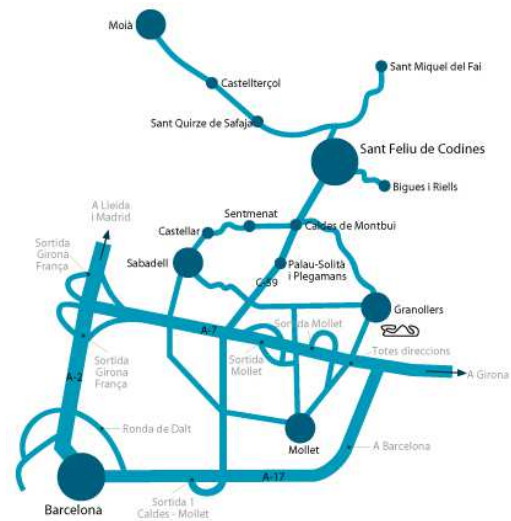 Moià
Castellterçol
Sant Miquel del Fai
Sant Quirze de Safaja
Sant Feliu de Codines
Bigues i Riells
A Lleida
i Madrid
Sentmenat
Castellar
Caldes de Montbui
Sortida
Girona
França
Sabadell
Palau-Solità
i Plegamans
C-59
Granollers
Sortida Mollet
A-7
Sortida
Mollet
Totes direccions
Sortida
Girona
França
A-2
A Girona
Ronda de Dalt
Mollet
A Barcelona
A-17
Barcelona
Sortida 1
Caldes - Mollet